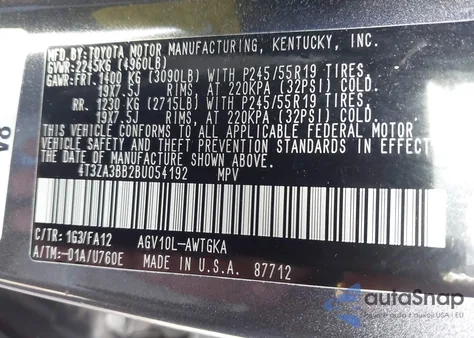 MFD.BY:TOYOTA MOTOR MANUFACTURING, KENTUCKY, INC.
GVWR:2245KG (4960LB)
GAWR:FRT.1400 KG (3090LB) WITH P245/55R19 TIRES,
19X7.5J RIMS, AT 220KPA (32PSI) COLD.
RR. 1230 KG (2715LB) WITH P245/55R19 TIRES,
19X7.5J RIMS, AT 220KPA (32PSI) COLD.
THIS VEHICLE CONFORMS TO ALL APPLICABLE FEDERAL MOTOR
VEHICLE SAFETY, BUMPER, AND THEFT PREVENTION STANDARDS IN EFFECT
ON THE DATE OF MANUFACTURE SHOWN ABOVE.
4T3ZA3BB2BU054192 MPV
C/TR: 1G3/FA12 AGV10L-AWTGKA
A/TM:-01A/U760E MADE IN U.S.A. 87712
autoSnap